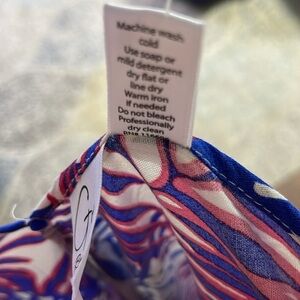 Machine wash
cold
Use soap or
mild detergent
dry flat or
line dry
Warm iron
if needed
Do not bleach
Professionally
dry clean